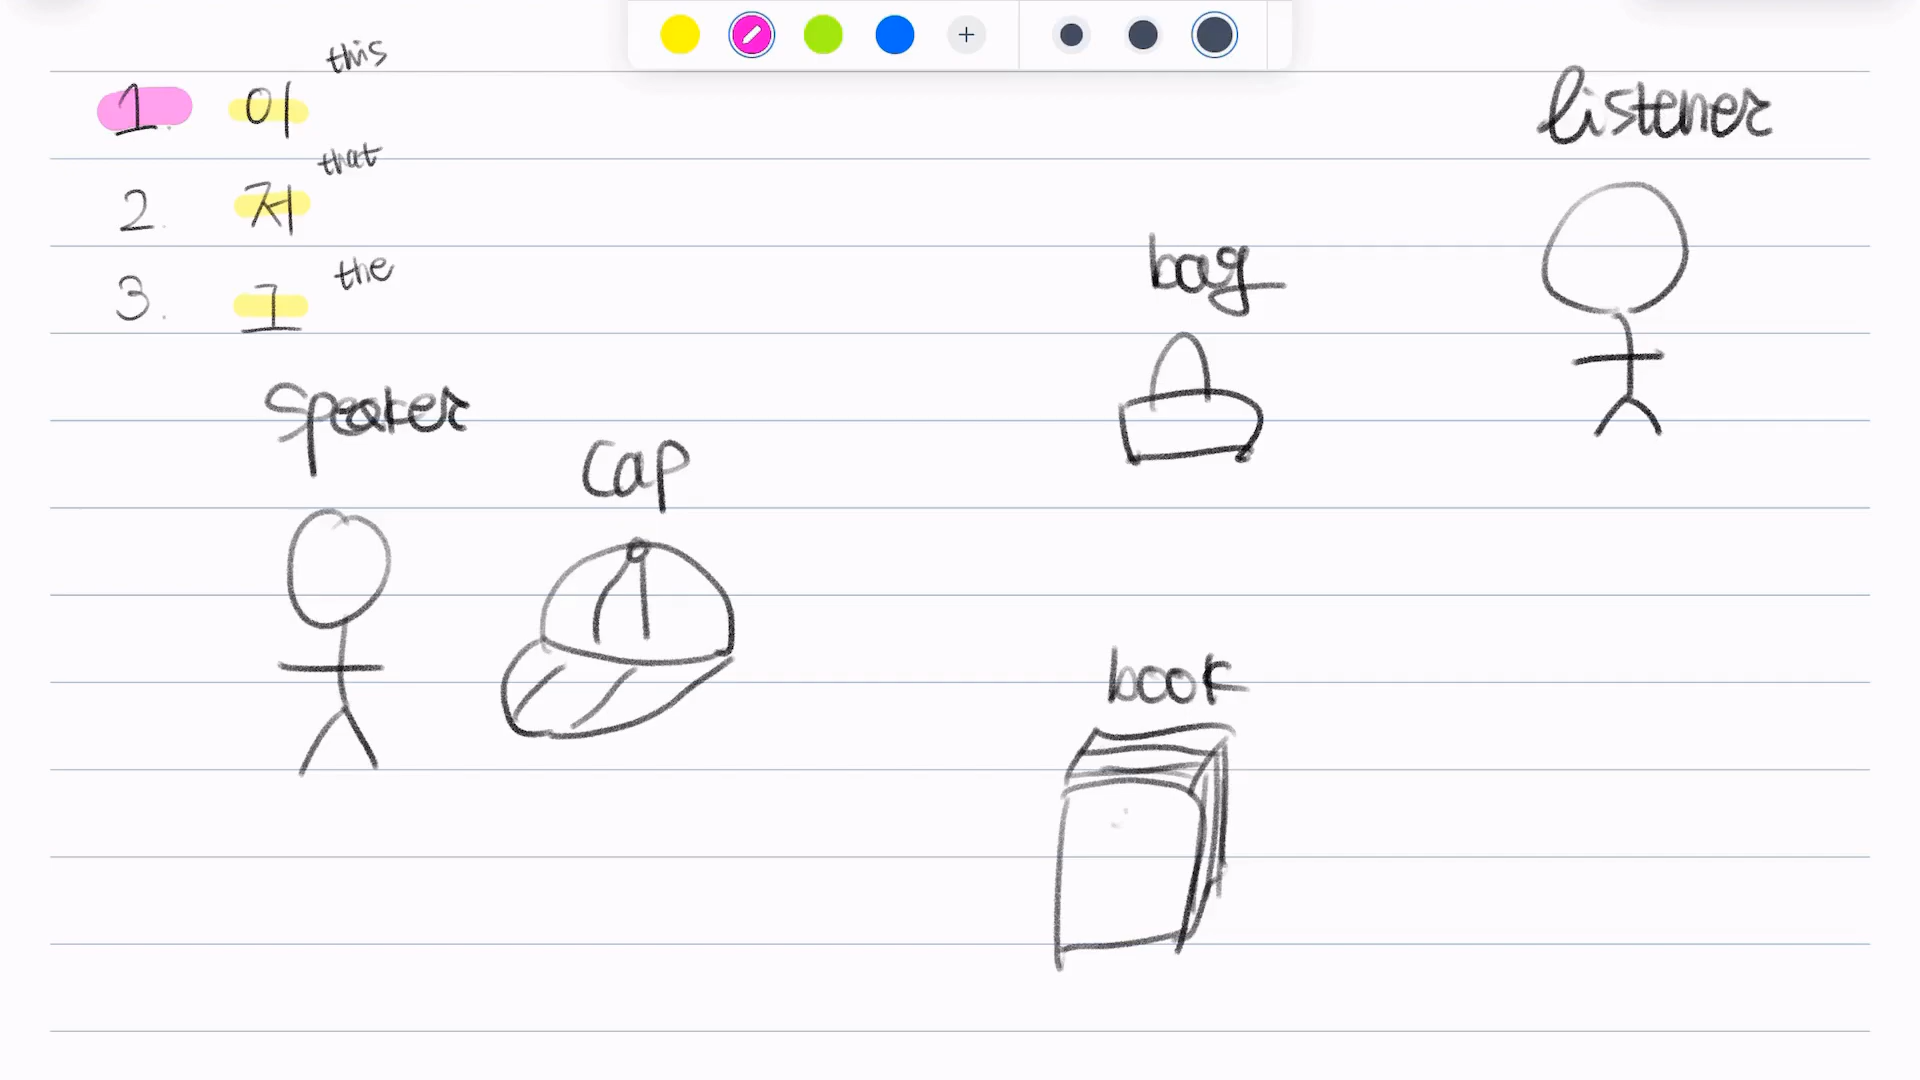 this
1. 이
that
2. 저
the
3. 그
listener
bag
speaker
cap
book